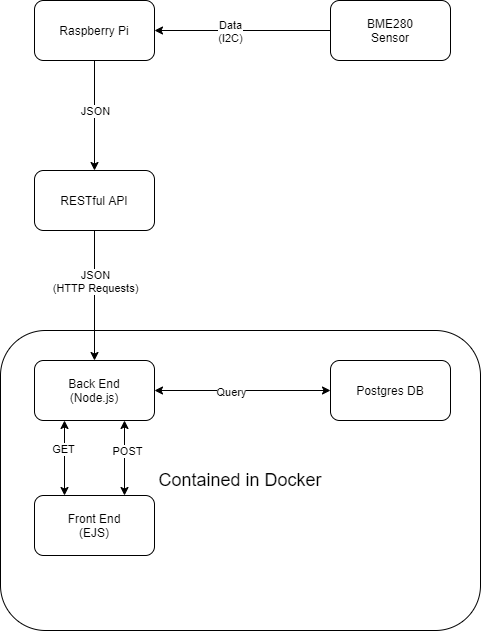 Raspberry Pi
Data
(I2C)
BME280
Sensor
JSON
RESTful API
JSON
(HTTP Requests)
Back End
(Node.js)
Query
Postgres DB
GET
POST
Contained in Docker
Front End
(EJS)